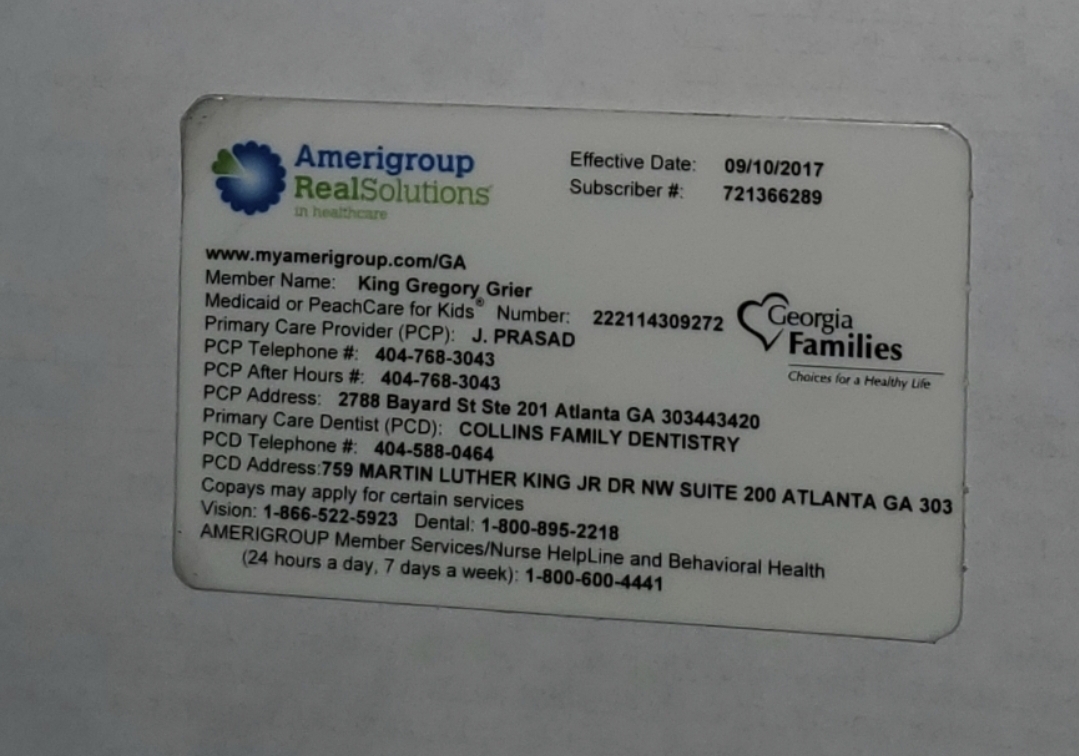 Amerigroup
RealSolutions
in healthcare
Effective Date: 09/10/2017
Subscriber #: 721366289
www.myamerigroup.com/GA
Member Name: King Gregory Grier
Medicaid or PeachCare for Kids® Number: 222114309272
Primary Care Provider (PCP): J. PRASAD
PCP Telephone #: 404-768-3043
PCP After Hours #: 404-768-3043
PCP Address: 2788 Bayard St Ste 201 Atlanta GA 303443420
Primary Care Dentist (PCD): COLLINS FAMILY DENTISTRY
PCD Telephone #: 404-588-0464
PCD Address:759 MARTIN LUTHER KING JR DR NW SUITE 200 ATLANTA GA 303
Copays may apply for certain services
Vision: 1-866-522-5923 Dental: 1-800-895-2218
AMERIGROUP Member Services/Nurse HelpLine and Behavioral Health
(24 hours a day, 7 days a week): 1-800-600-4441
Georgia
Families
Choices for a Healthy Life